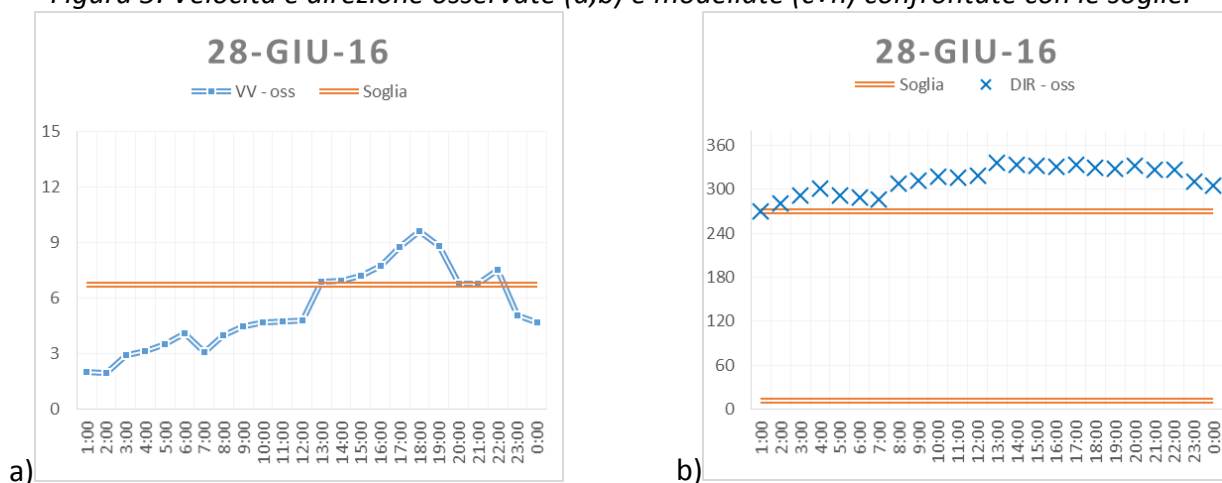 Figura 5: Velocità e direzione osservate (a,b) e modellate (c÷h) confrontate con le soglie.
28-GIU-16
VV - oss Soglia
15
12
9
6
3
0
1:00 2:00 3:00 4:00 5:00 6:00 7:00 8:00 9:00 10:00 11:00 12:00 13:00 14:00 15:00 16:00 17:00 18:00 19:00 20:00 21:00 22:00 23:00 0:00
a)
28-GIU-16
Soglia DIR - oss
360
300
240
180
120
60
0
1:00 2:00 3:00 4:00 5:00 6:00 7:00 8:00 9:00 10:00 11:00 12:00 13:00 14:00 15:00 16:00 17:00 18:00 19:00 20:00 21:00 22:00 23:00 0:00
b)